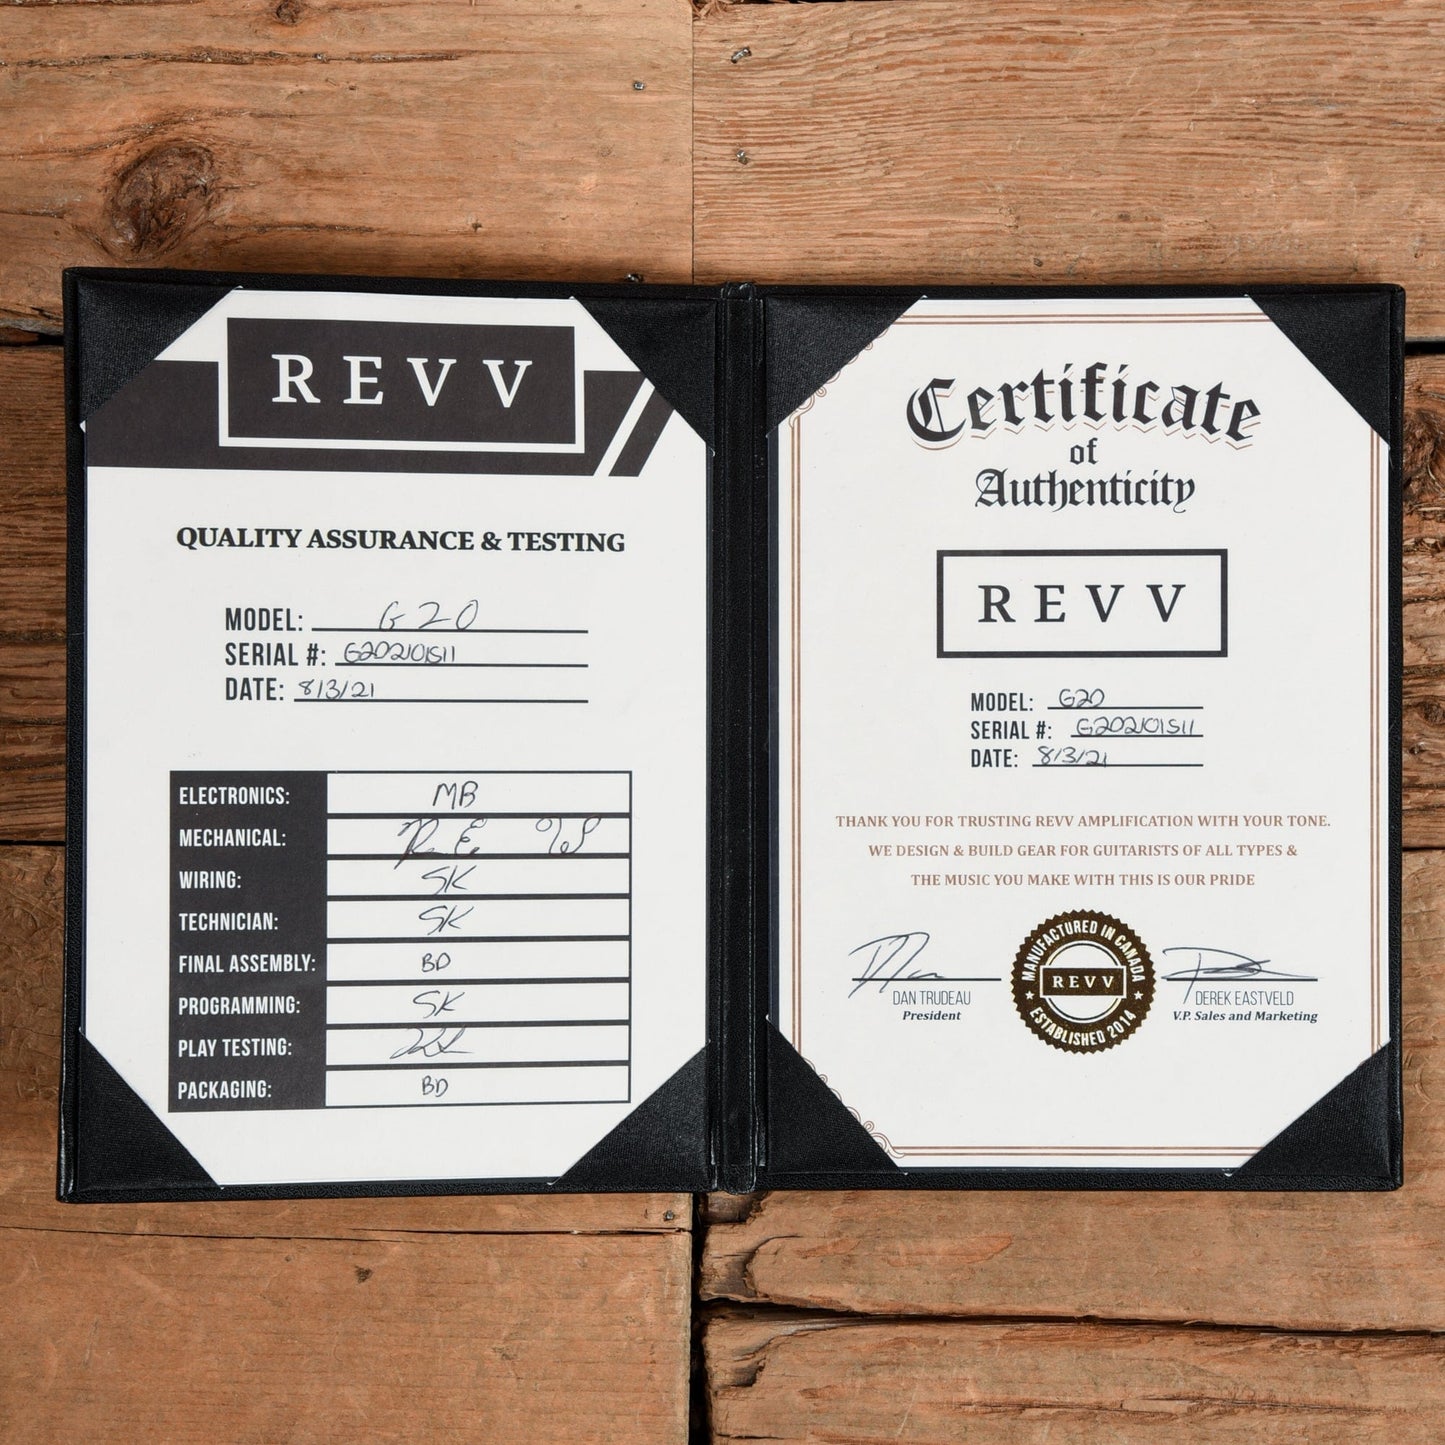 REVV
QUALITY ASSURANCE & TESTING
MODEL: G20
SERIAL #: G202101511
DATE: 8/3/21
ELECTRONICS: MB
MECHANICAL:
WIRING: SK
TECHNICIAN: SK
FINAL ASSEMBLY: BD
PROGRAMMING: SK
PLAY TESTING:
PACKAGING: BD
Certificate
of
Authenticity
REVV
MODEL: G20
SERIAL #: G202101511
DATE: 8/3/21
THANK YOU FOR TRUSTING REVV AMPLIFICATION WITH YOUR TONE.
WE DESIGN & BUILD GEAR FOR GUITARISTS OF ALL TYPES &
THE MUSIC YOU MAKE WITH THIS IS OUR PRIDE
DAN TRUDEAU
President
MANUFACTURED IN CANADA
REVV
ESTABLISHED 2014
DEREK EASTVELD
V.P. Sales and Marketing